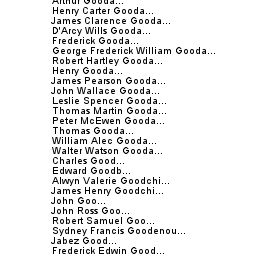 Arthur Gooda...
Henry Carter Gooda...
James Clarence Gooda...
D'Arcy Wills Gooda...
Frederick Gooda...
George Frederick William Gooda...
Robert Hartley Gooda...
Henry Gooda...
James Pearson Gooda...
John Wallace Gooda...
Leslie Spencer Gooda...
Thomas Martin Gooda...
Peter McEwen Gooda...
Thomas Gooda...
William Alec Gooda...
Walter Watson Gooda...
Charles Good...
Edward Goodb...
Alwyn Valerie Goodchi...
James Henry Goodchi...
John Goo...
John Ross Goo...
Robert Samuel Goo...
Sydney Francis Goodenou...
Jabez Good...
Frederick Edwin Good...